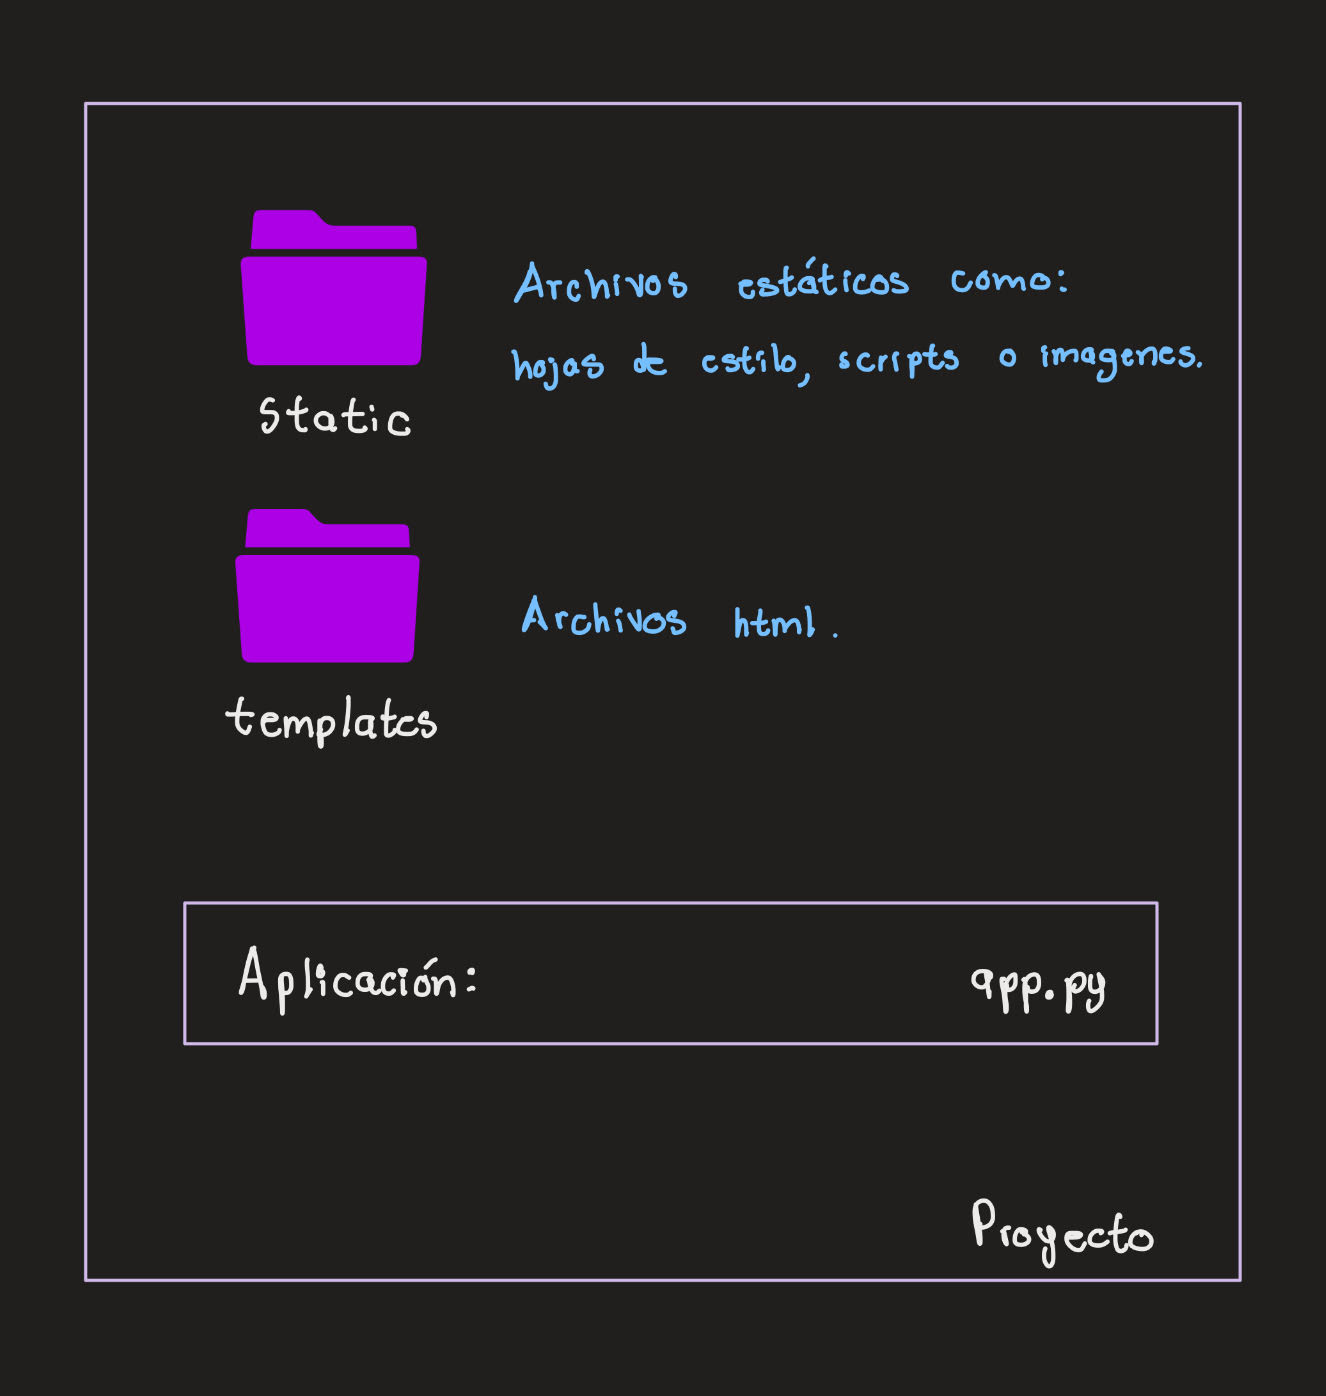 Archivos estáticos como:
hojas de estilo, scripts o imagenes.
static
Archivos html.
templates
Aplicación: app.py
Proyecto